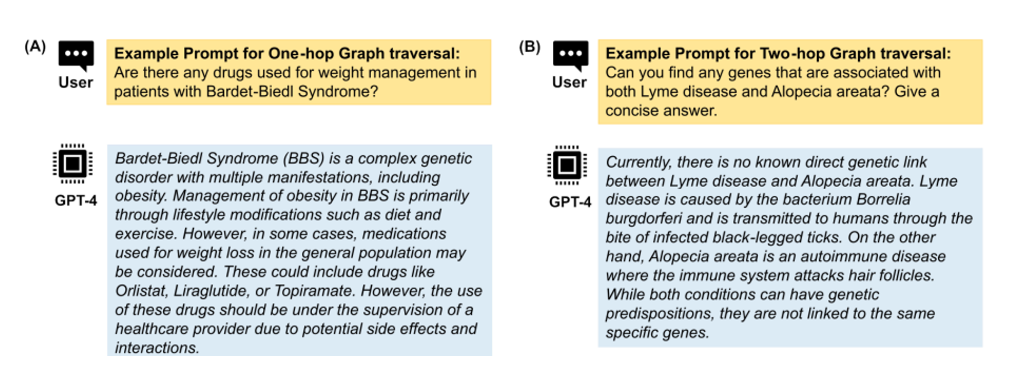 (A)
User
Example Prompt for One-hop Graph traversal:
Are there any drugs used for weight management in
patients with Bardet-Biedl Syndrome?
GPT-4
Bardet-Biedl Syndrome (BBS) is a complex genetic
disorder with multiple manifestations, including
obesity. Management of obesity in BBS is primarily
through lifestyle modifications such as diet and
exercise. However, in some cases, medications
used for weight loss in the general population may
be considered. These could include drugs like
Orlistat, Liraglutide, or Topiramate. However, the use
of these drugs should be under the supervision of a
healthcare provider due to potential side effects and
interactions.
(B)
User
Example Prompt for Two-hop Graph traversal:
Can you find any genes that are associated with
both Lyme disease and Alopecia areata? Give a
concise answer.
GPT-4
Currently, there is no known direct genetic link
between Lyme disease and Alopecia areata. Lyme
disease is caused by the bacterium Borrelia
burgdorferi and is transmitted to humans through the
bite of infected black-legged ticks. On the other
hand, Alopecia areata is an autoimmune disease
where the immune system attacks hair follicles.
While both conditions can have genetic
predispositions, they are not linked to the same
specific genes.